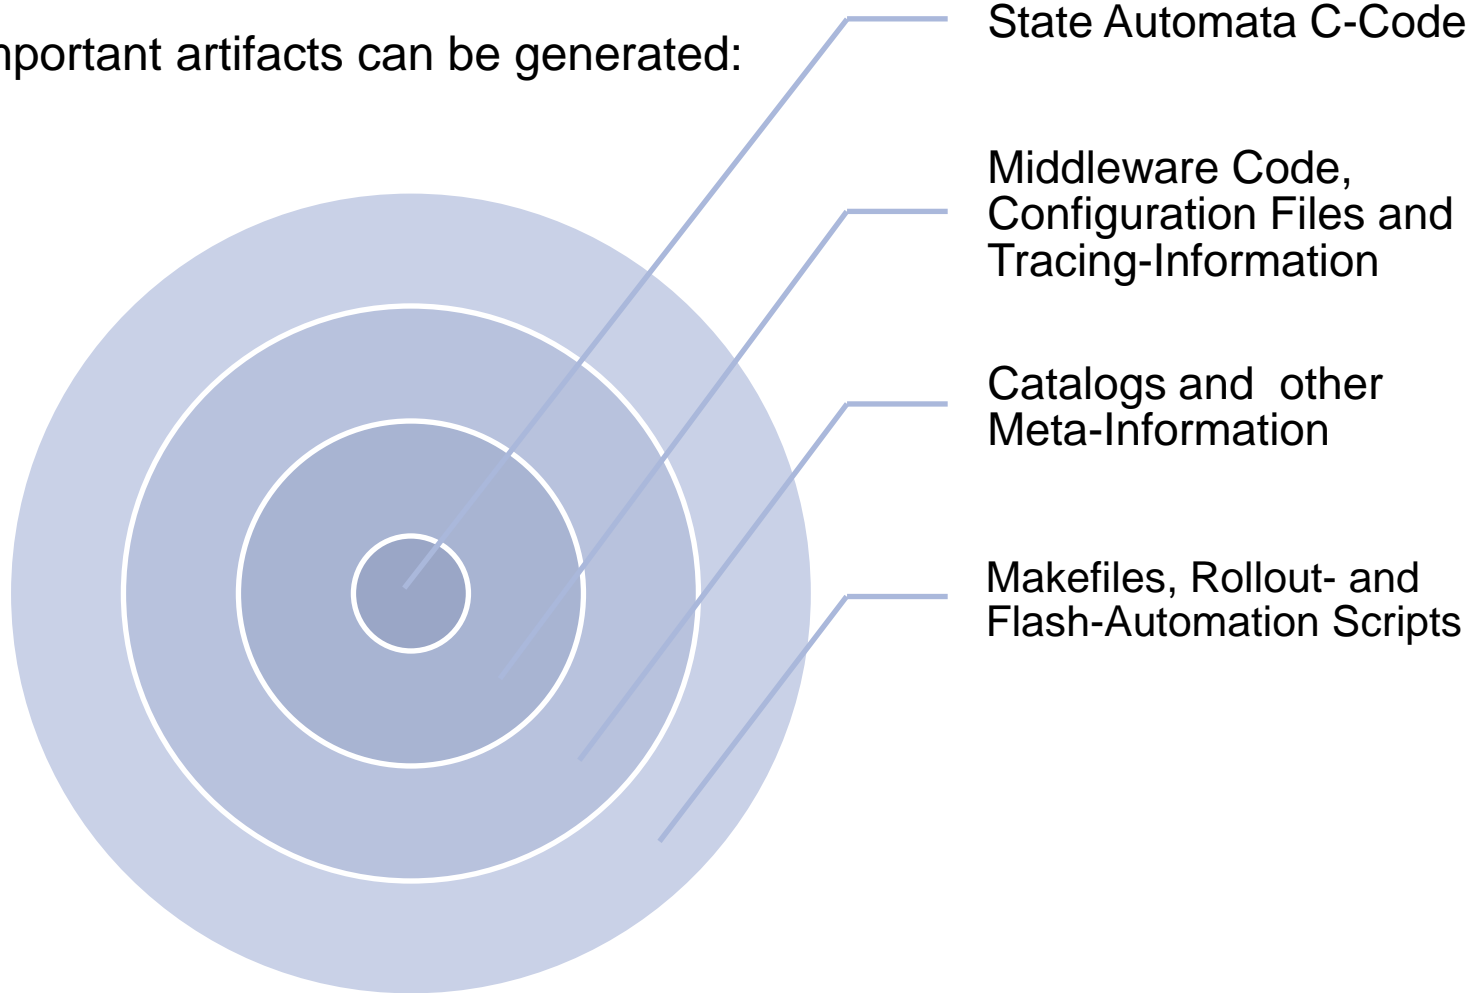 State Automata C-Code
mportant artifacts can be generated:
Middleware Code,
Configuration Files and
Tracing-Information
Catalogs and  other
Meta-Information
Makefiles, Rollout- and
Flash-Automation Scripts